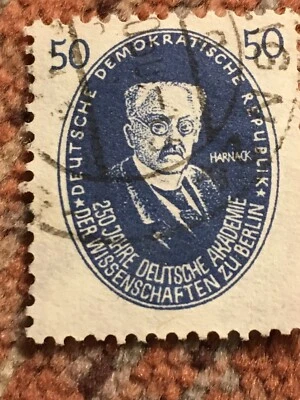 50 50
★ DEUTSCHE DEMOKRATISCHE REPUBLIK ★
HARNACK
250 JAHRE DEUTSCHE AKADEMIE
DER WISSENSCHAFTEN ZU BERLIN